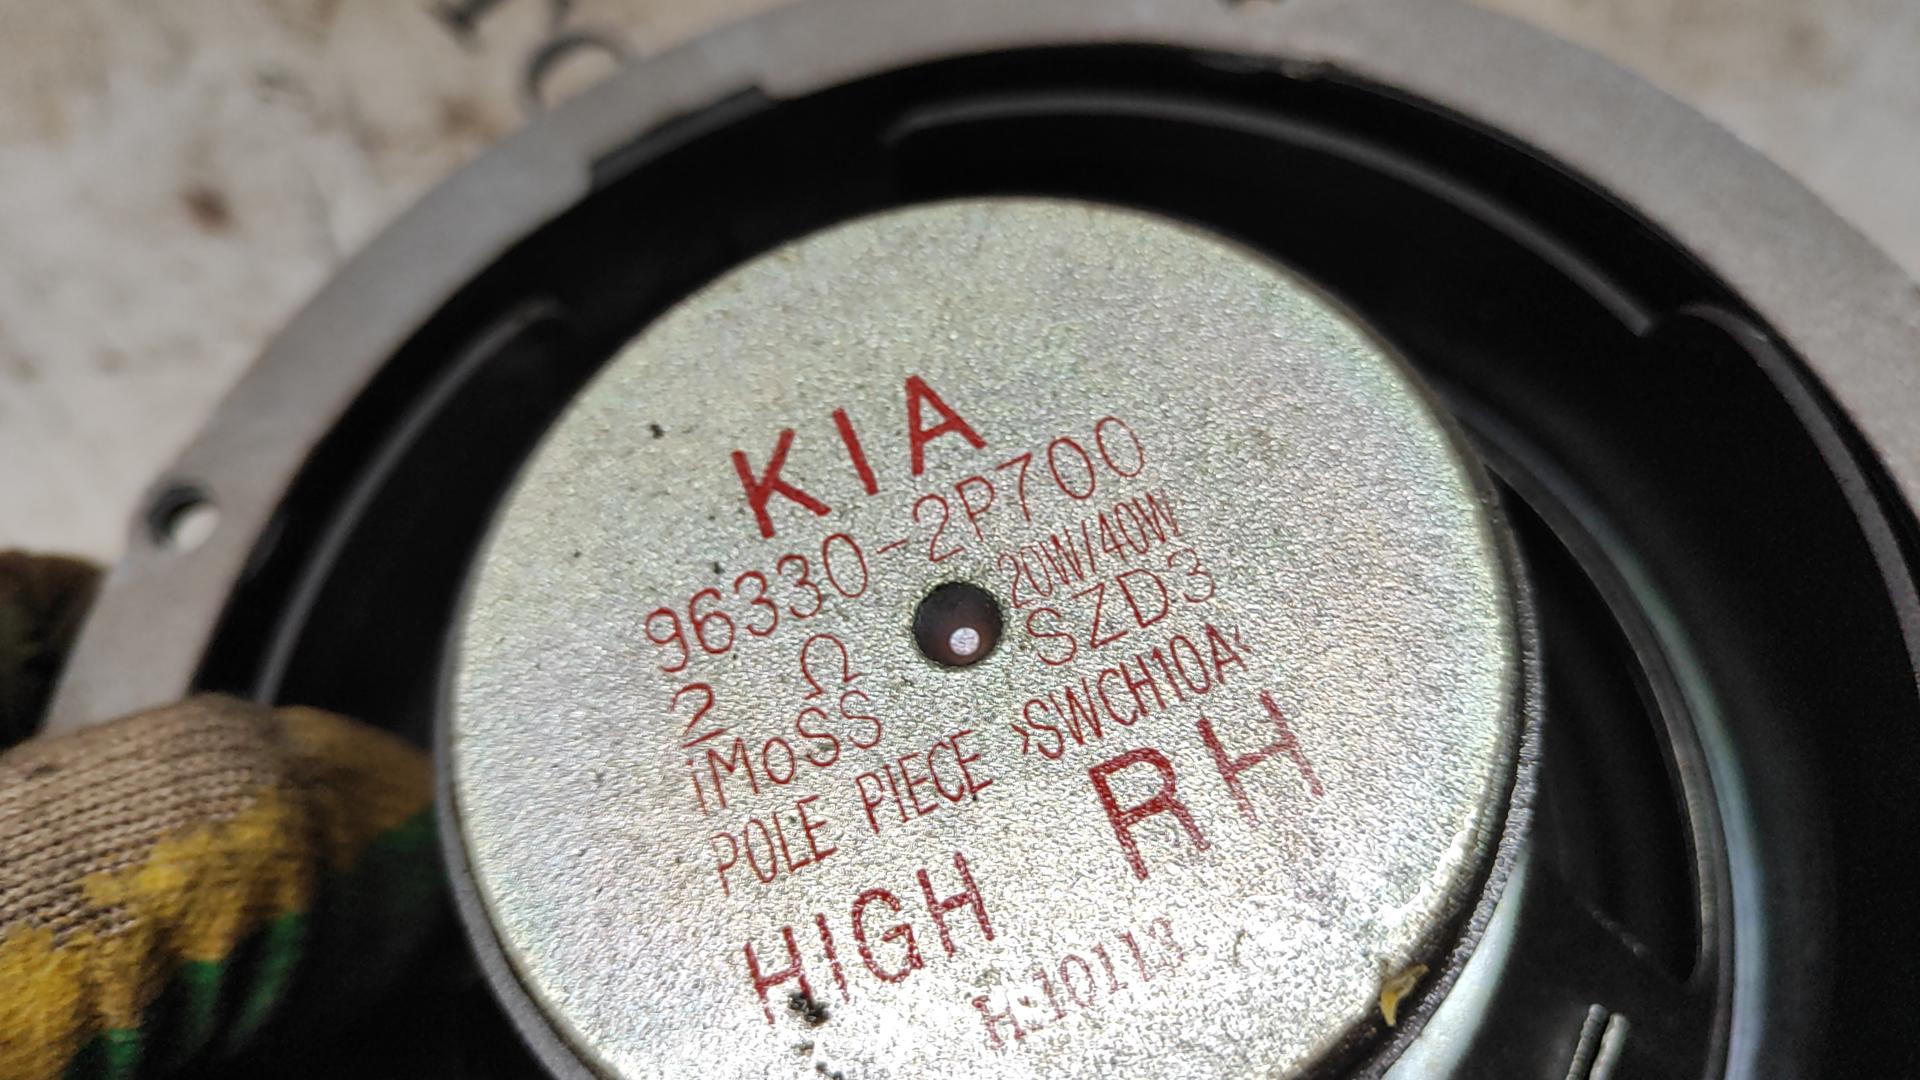 KIA
96330-2P700
20W/40W
2 Ω SZD3
iMoSS
POLE PIECE >SWCH10A<
HIGH RH